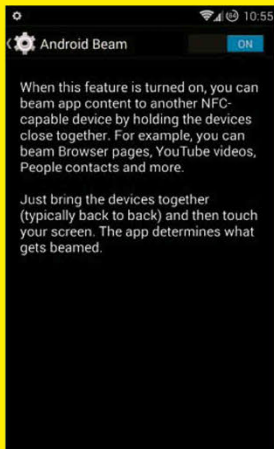 10:55
Android Beam ON
When this feature is turned on, you can
beam app content to another NFC-
capable device by holding the devices
close together. For example, you can
beam Browser pages, YouTube videos,
People contacts and more.
Just bring the devices together
(typically back to back) and then touch
your screen. The app determines what
gets beamed.